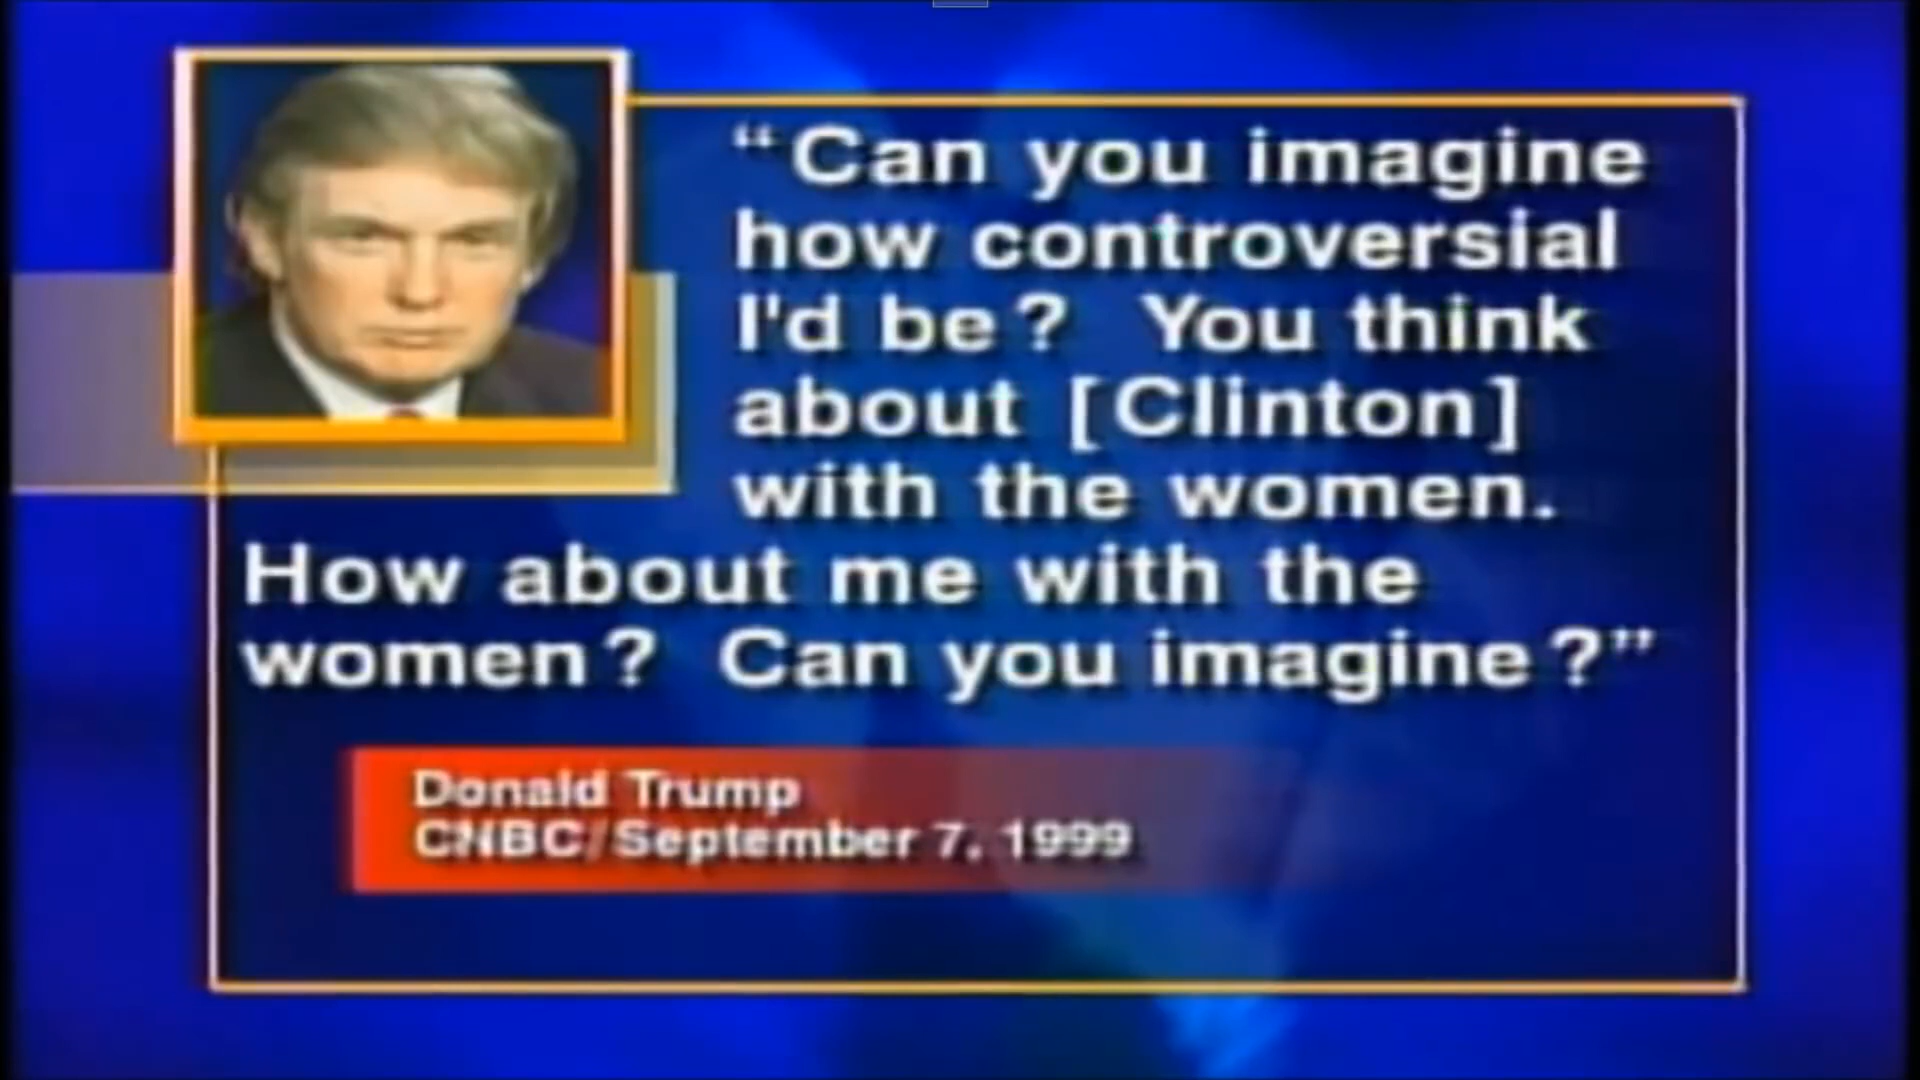 “Can you imagine
how controversial
I'd be? You think
about [Clinton]
with the women.
How about me with the
women? Can you imagine?”
Donald Trump
CNBC/September 7, 1999